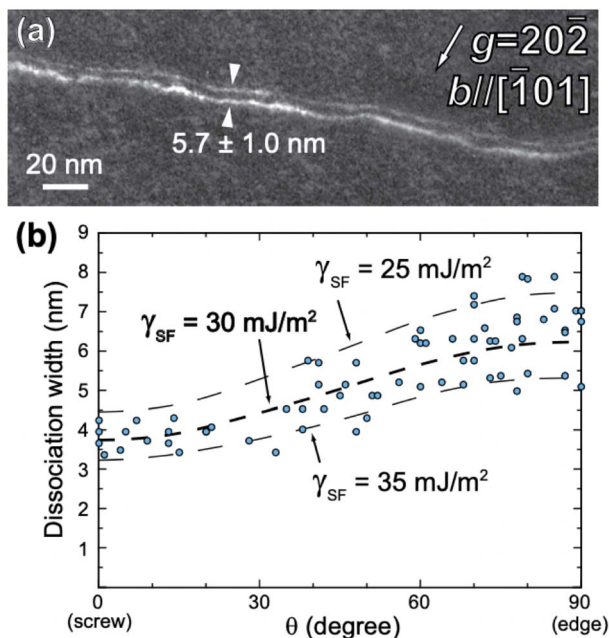 (a)
g=202̄
b//[1̄01]
5.7 ± 1.0 nm
20 nm
(b)
9
8
7
6
5
4
3
2
1
Dissociation width (nm)
γSF = 25 mJ/m²
γSF = 30 mJ/m²
γSF = 35 mJ/m²
0
30
60
90
(screw)
θ (degree)
(edge)